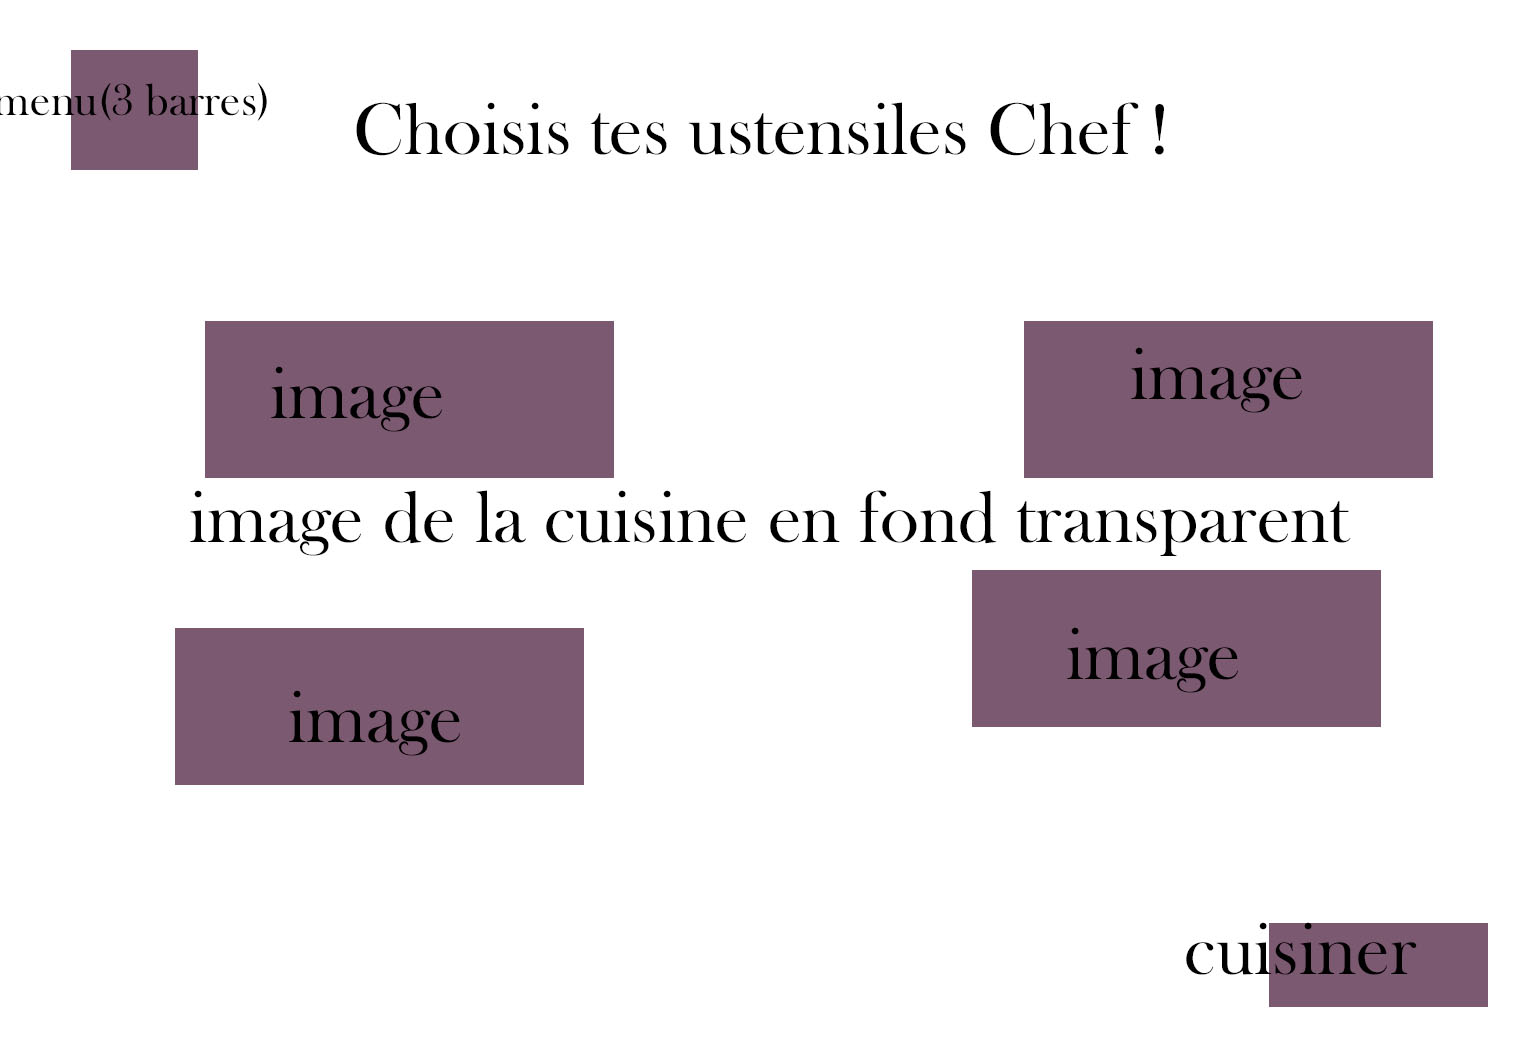 menu(3 barres)
Choisis tes ustensiles Chef !
image
image
image de la cuisine en fond transparent
image
image
cuisiner